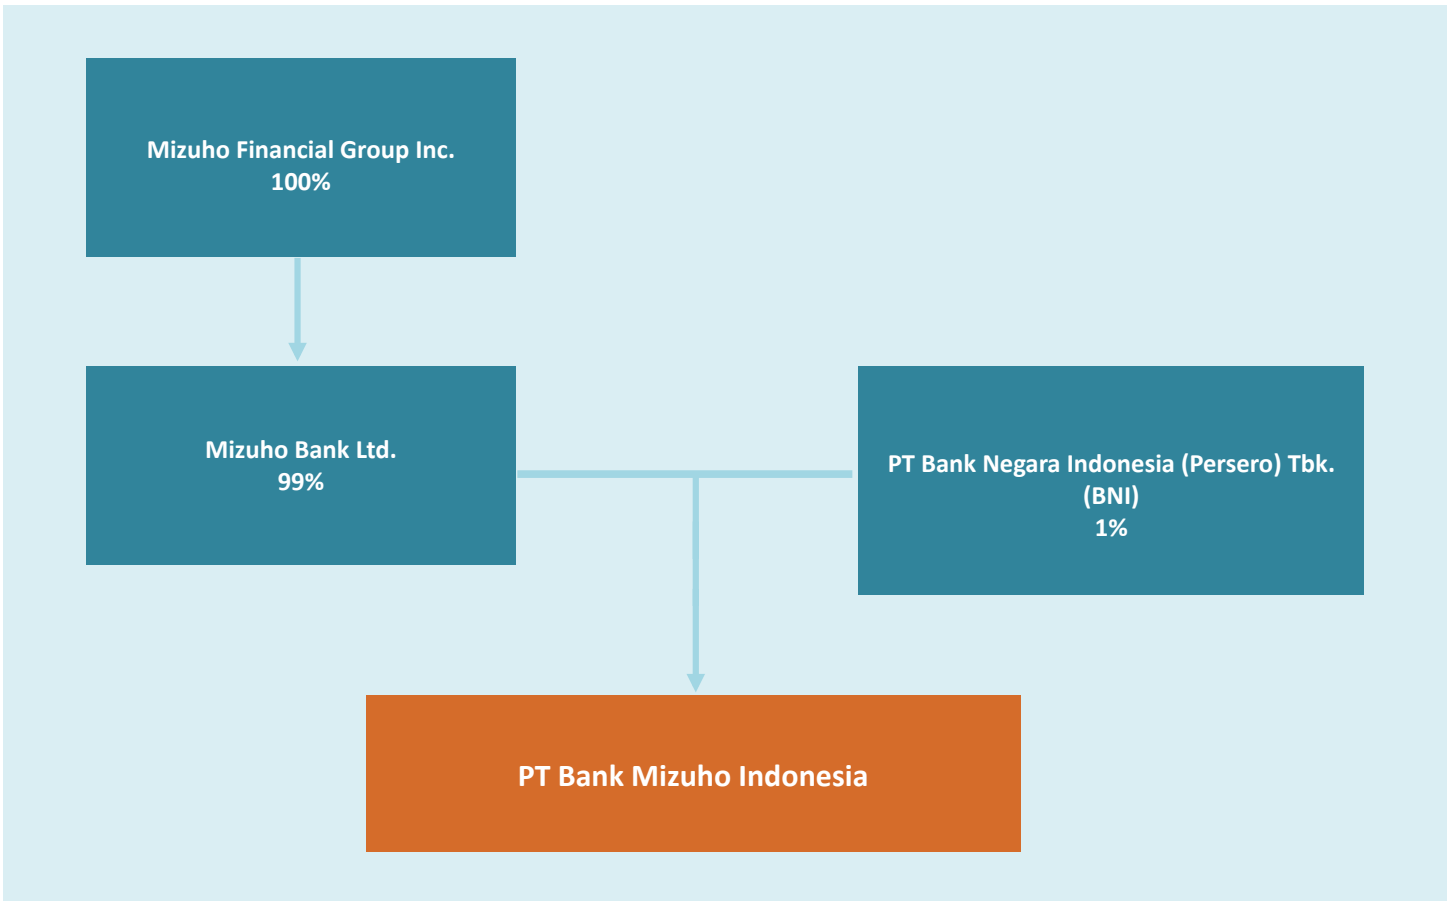 Mizuho Financial Group Inc.
100%
Mizuho Bank Ltd.
99%
PT Bank Negara Indonesia (Persero) Tbk.
(BNI)
1%
PT Bank Mizuho Indonesia